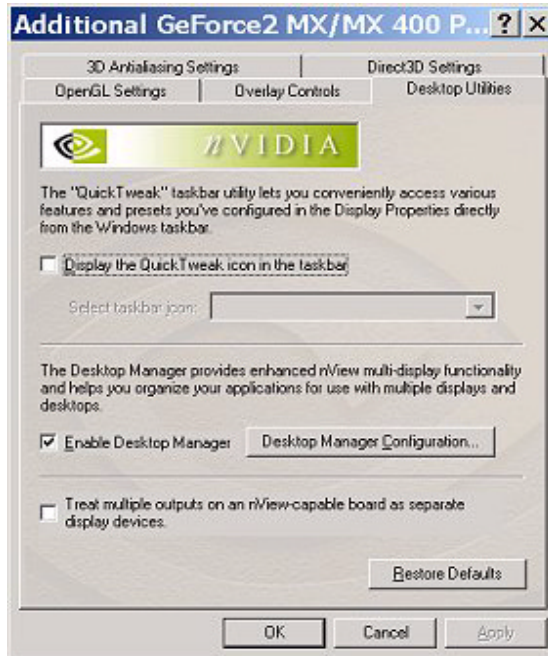 Additional GeForce2 MX/MX 400 P... ? X
3D Antialiasing Settings
Direct3D Settings
OpenGL Settings
Overlay Controls
Desktop Utilities
nVIDIA
The "QuickTweak" taskbar utility lets you conveniently access various
features and presets you've configured in the Display Properties directly
from the Windows taskbar.
Display the QuickTweak icon in the taskbar
Select taskbar icon:
The Desktop Manager provides enhanced nView multi-display functionality
and helps you organize your applications for use with multiple displays and
desktops.
Enable Desktop Manager
Desktop Manager Configuration...
Treat multiple outputs on an nView-capable board as separate
display devices.
Restore Defaults
OK
Cancel
Apply